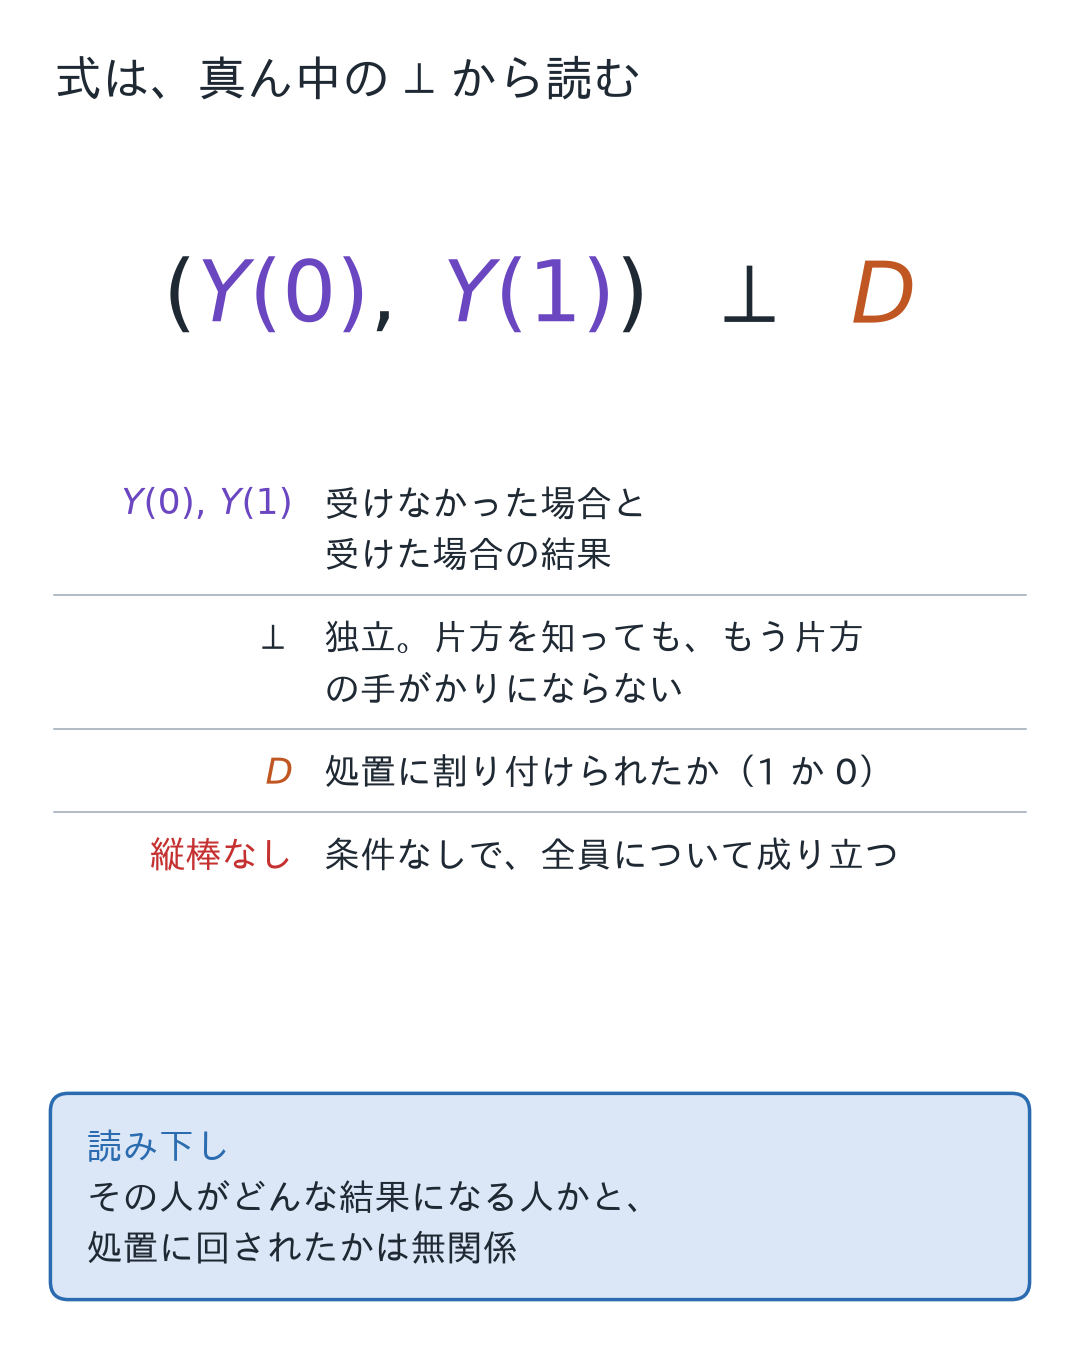 式は、真ん中の ⊥ から読む
(Y(0), Y(1)) ⊥ D
Y(0), Y(1) 受けなかった場合と
受けた場合の結果
⊥ 独立。片方を知っても、もう片方
の手がかりにならない
D 処置に割り付けられたか（1 か 0）
縦棒なし 条件なしで、全員について成り立つ
読み下し
その人がどんな結果になる人かと、
処置に回されたかは無関係